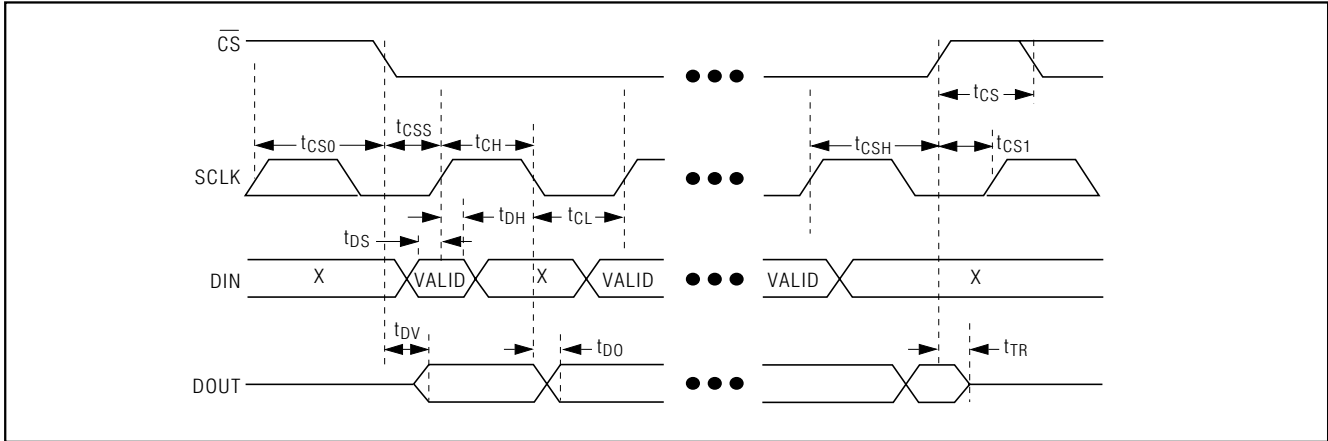 CS
tCS
tCSS
tCS0
tCH
tCSH
tCS1
SCLK
tDH
tCL
tDS
DIN
X
VALID
X
VALID
VALID
X
tDV
tDO
tTR
DOUT